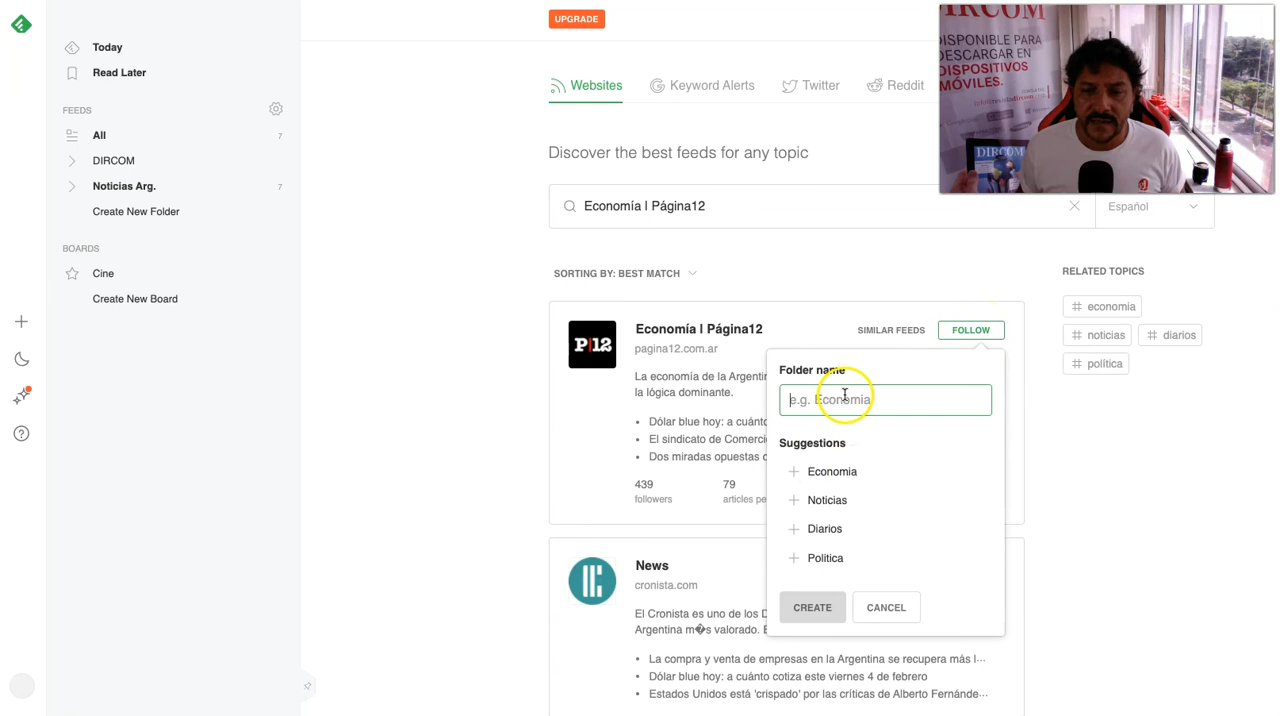 UPGRADE
Today
Read Later
FEEDS
All 7
DIRCOM
Noticias Arg. 7
Create New Folder
BOARDS
Cine
Create New Board
Websites
Keyword Alerts
Twitter
Reddit
DIRCOM
DISPONIBLE PARA
DESCARGAR EN
DISPOSITIVOS
MÓVILES.
DIRCOM
Discover the best feeds for any topic
Economía | Página12
Español
SORTING BY: BEST MATCH
RELATED TOPICS
economia
noticias
diarios
política
P|12
Economía | Página12
SIMILAR FEEDS
FOLLOW
pagina12.com.ar
La economía de la Argentin
la lógica dominante.
• Dólar blue hoy: a cuánto
• El sindicato de Comerci
• Dos miradas opuestas
439
followers
79
articles pe
Folder name
e.g. Economia
Suggestions
Economia
Noticias
Diarios
Politica
CREATE
CANCEL
News
cronista.com
El Cronista es uno de los D
Argentina m�s valorado. E
• La compra y venta de empresas en la Argentina se recupera más l···
• Dólar blue hoy: a cuánto cotiza este viernes 4 de febrero
• Estados Unidos está 'crispado' por las críticas de Alberto Fernánde···